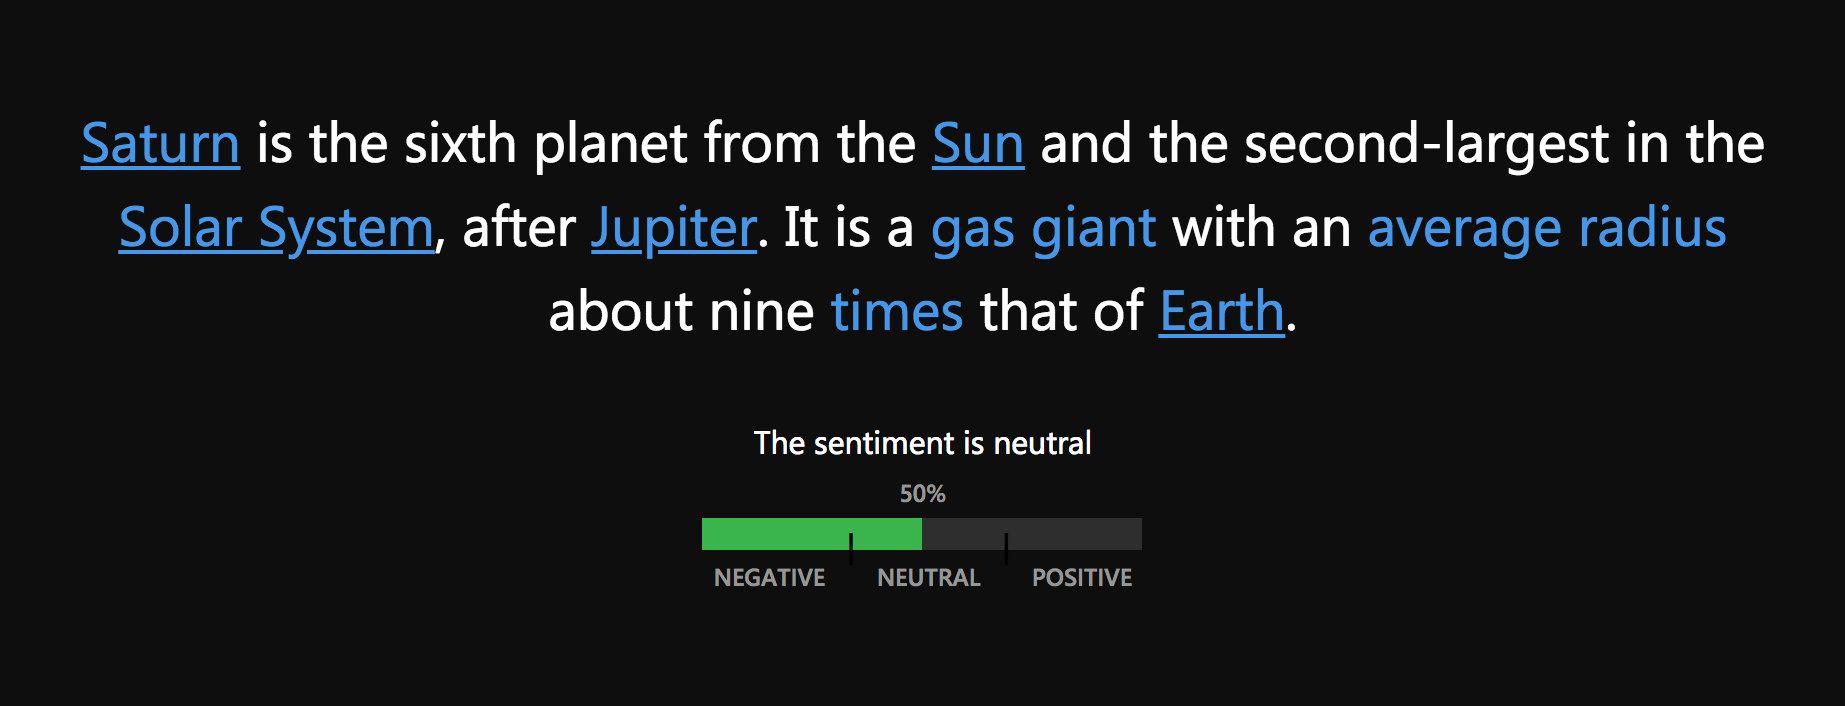 Saturn is the sixth planet from the Sun and the second-largest in the
Solar System, after Jupiter. It is a gas giant with an average radius
about nine times that of Earth.
The sentiment is neutral
50%
NEGATIVE NEUTRAL POSITIVE